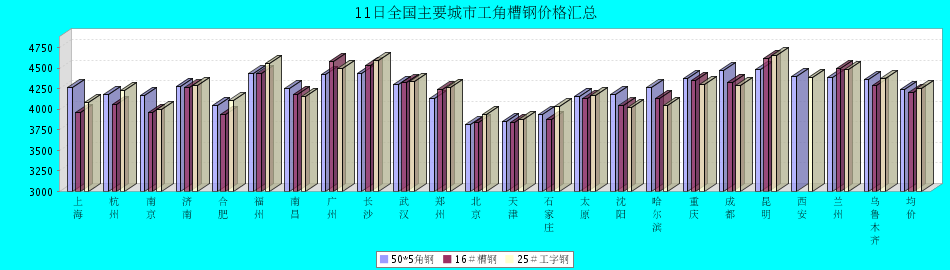 11日全国主要城市工角槽钢价格汇总
4750
4500
4250
4000
3750
3500
3250
3000
上海 杭州 南京 济南 合肥 福州 南昌 广州 长沙 武汉 郑州 北京 天津 石家庄 太原 沈阳 哈尔滨 重庆 成都 昆明 西安 兰州 乌鲁木齐 均价
50*5角钢 16#槽钢 25#工字钢